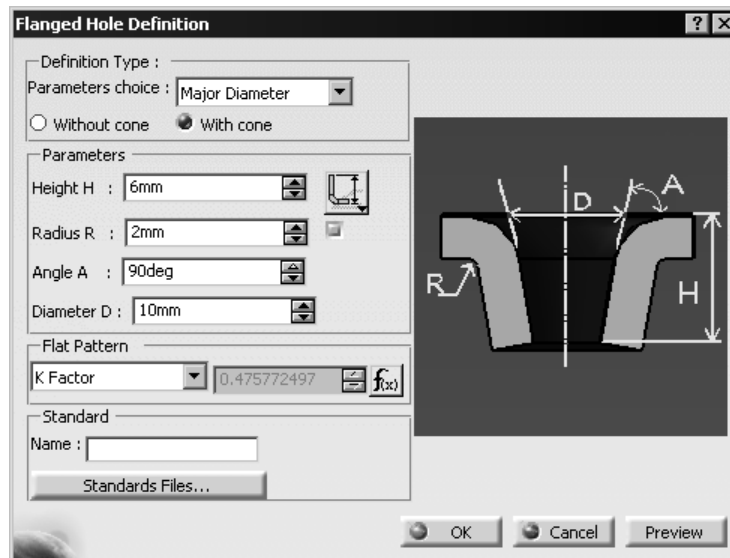 Flanged Hole Definition
Definition Type :
Parameters choice : Major Diameter
Without cone With cone
Parameters
Height H : 6mm
Radius R : 2mm
Angle A : 90deg
Diameter D : 10mm
Flat Pattern
K Factor 0.475772497 f(x)
Standard
Name :
Standards Files...
D A
R H
OK Cancel Preview